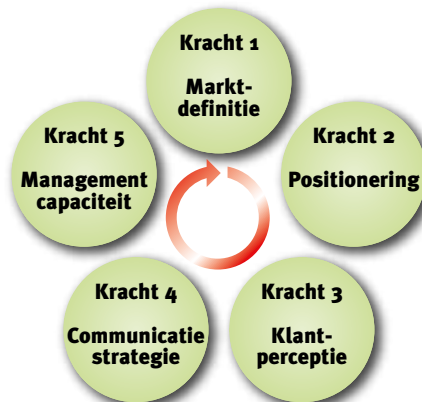 Kracht 1
Markt-
definitie
Kracht 2
Positionering
Kracht 3
Klant-
perceptie
Kracht 4
Communicatie
strategie
Kracht 5
Management
capaciteit